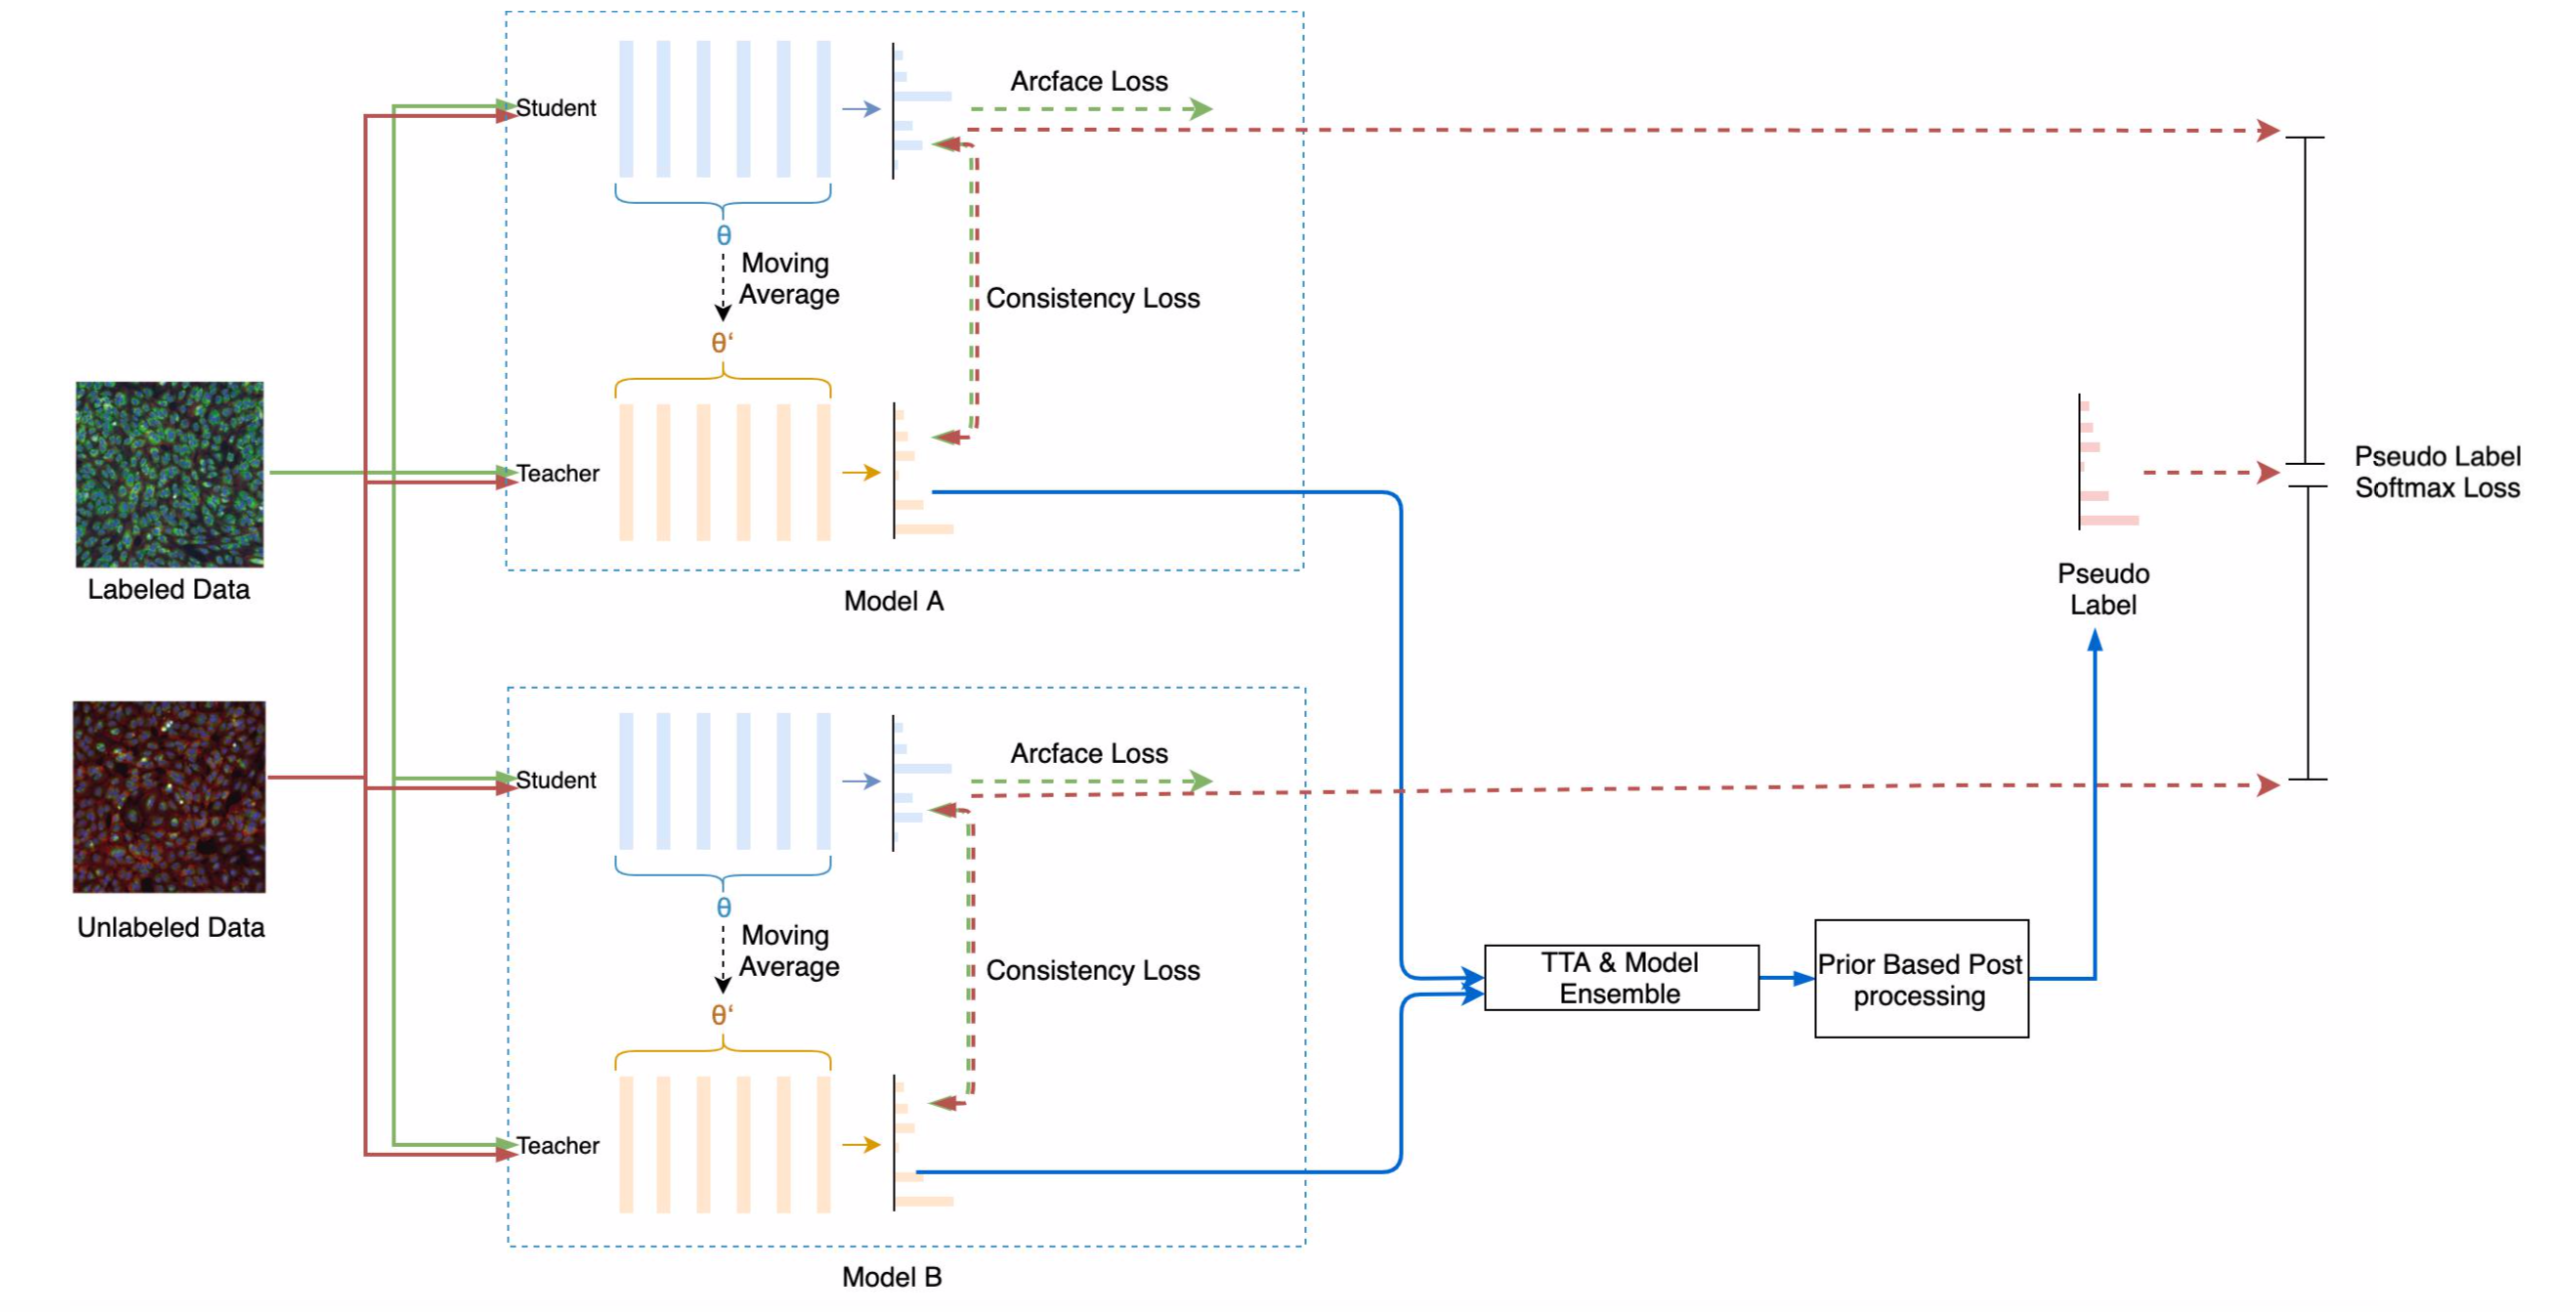 Student
Arcface Loss
θ
Moving
Average
Consistency Loss
θ‘
Teacher
Model A
Labeled Data
Pseudo
Label
Pseudo Label
Softmax Loss
Unlabeled Data
Student
Arcface Loss
θ
Moving
Average
Consistency Loss
θ‘
Teacher
Model B
TTA & Model
Ensemble
Prior Based Post
processing